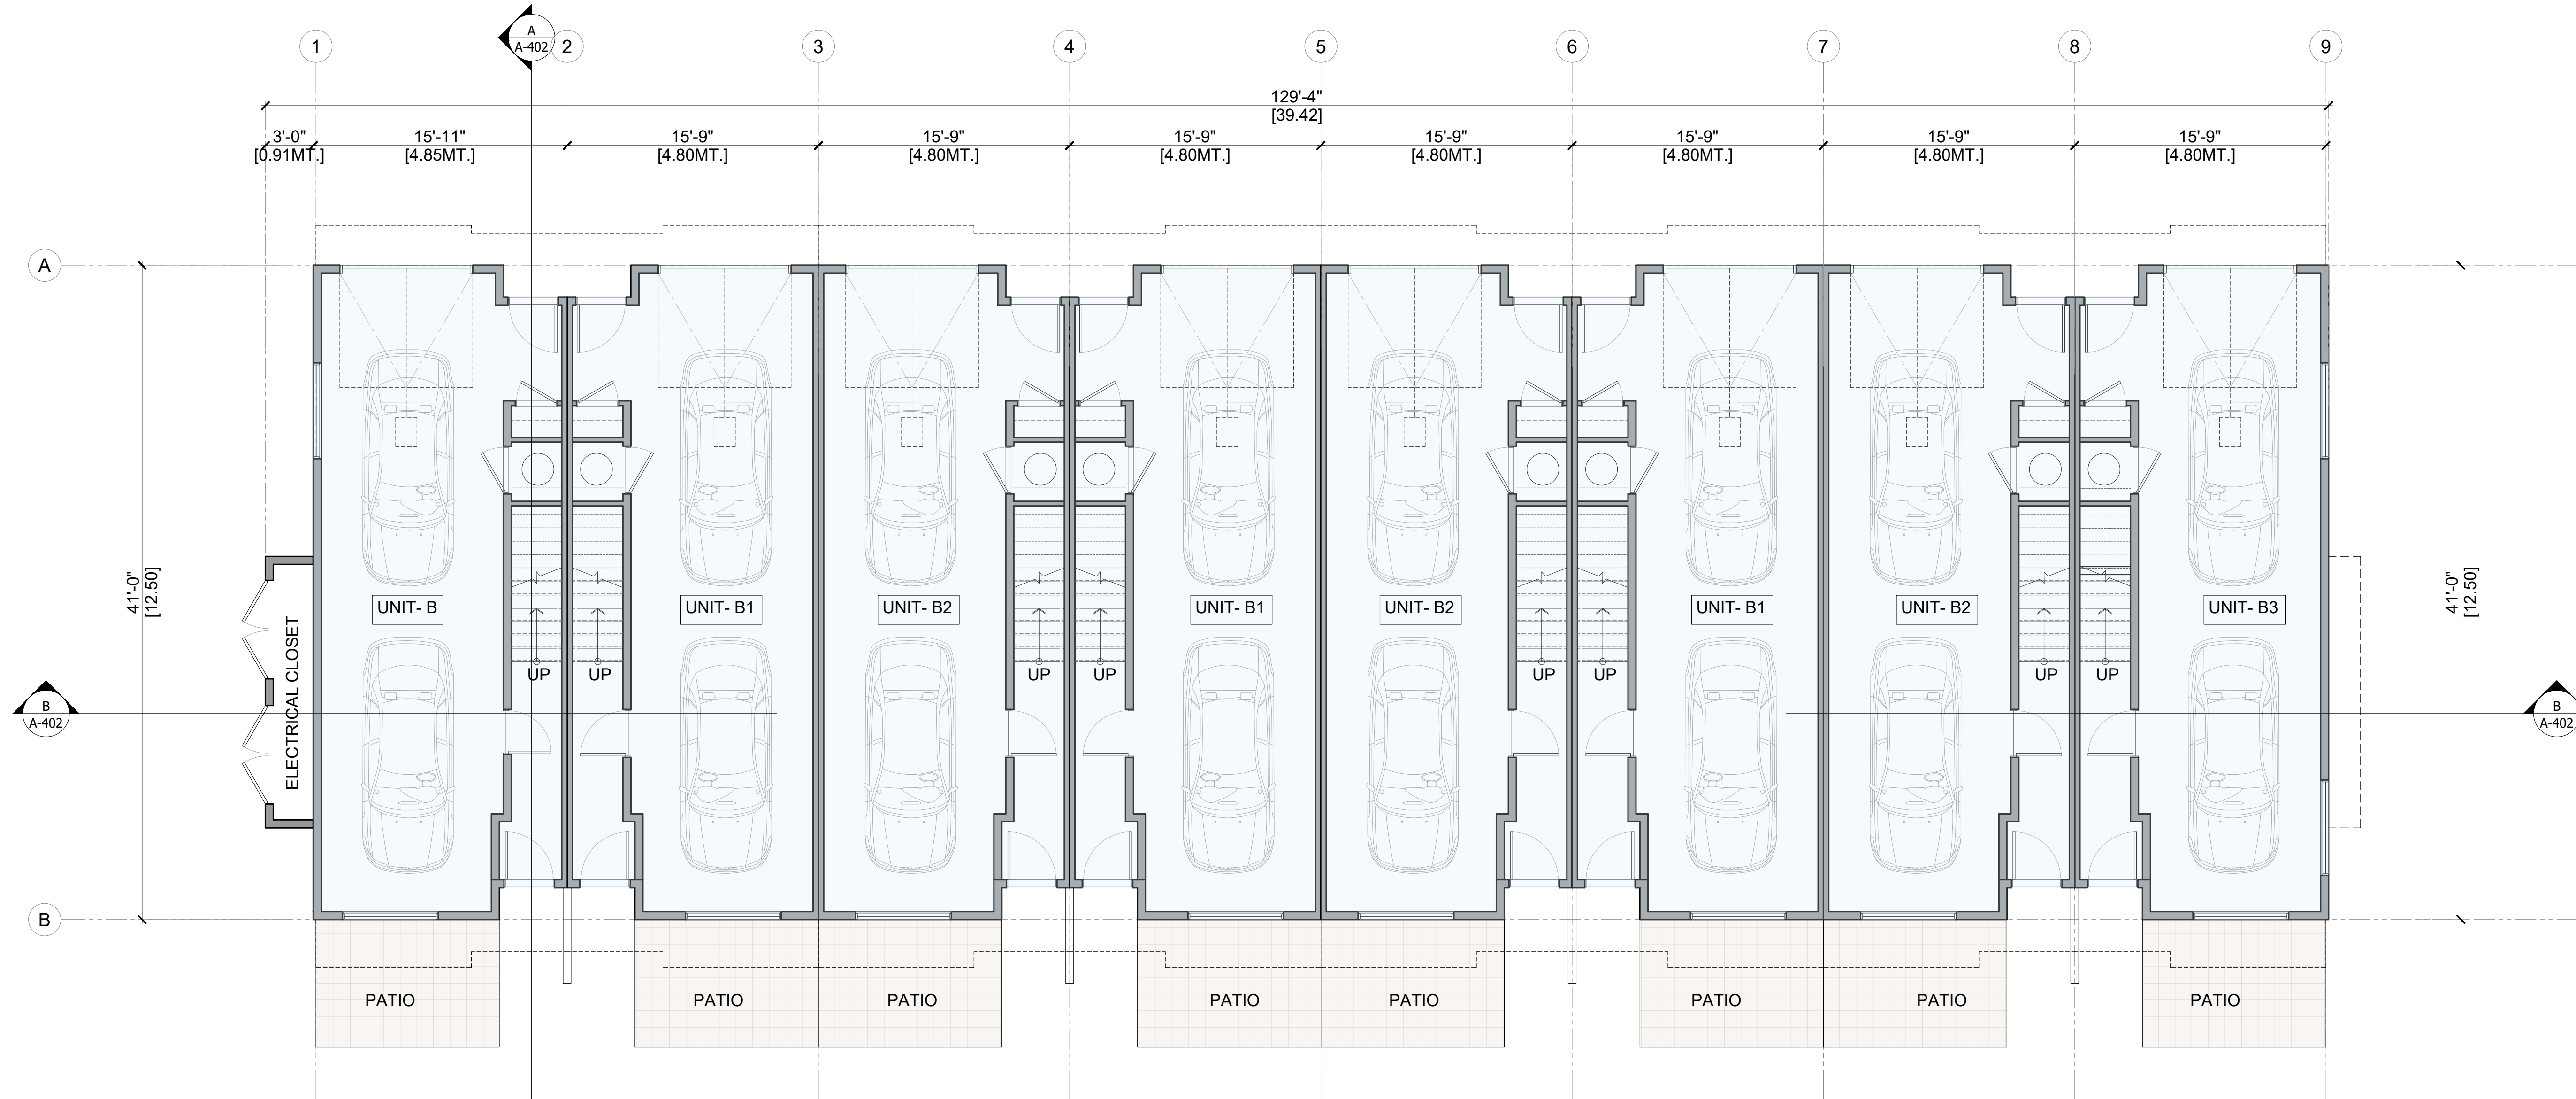 A
A-402
1
2
3
4
5
6
7
8
9
129'-4"
[39.42]
3'-0"
[0.91MT.]
15'-11"
[4.85MT.]
15'-9"
[4.80MT.]
15'-9"
[4.80MT.]
15'-9"
[4.80MT.]
15'-9"
[4.80MT.]
15'-9"
[4.80MT.]
15'-9"
[4.80MT.]
15'-9"
[4.80MT.]
A
41'-0"
[12.50]
41'-0"
[12.50]
ELECTRICAL CLOSET
UNIT- B
UNIT- B1
UNIT- B2
UNIT- B1
UNIT- B2
UNIT- B1
UNIT- B2
UNIT- B3
UP
UP
UP
UP
UP
UP
UP
UP
B
A-402
B
A-402
B
PATIO
PATIO
PATIO
PATIO
PATIO
PATIO
PATIO
PATIO